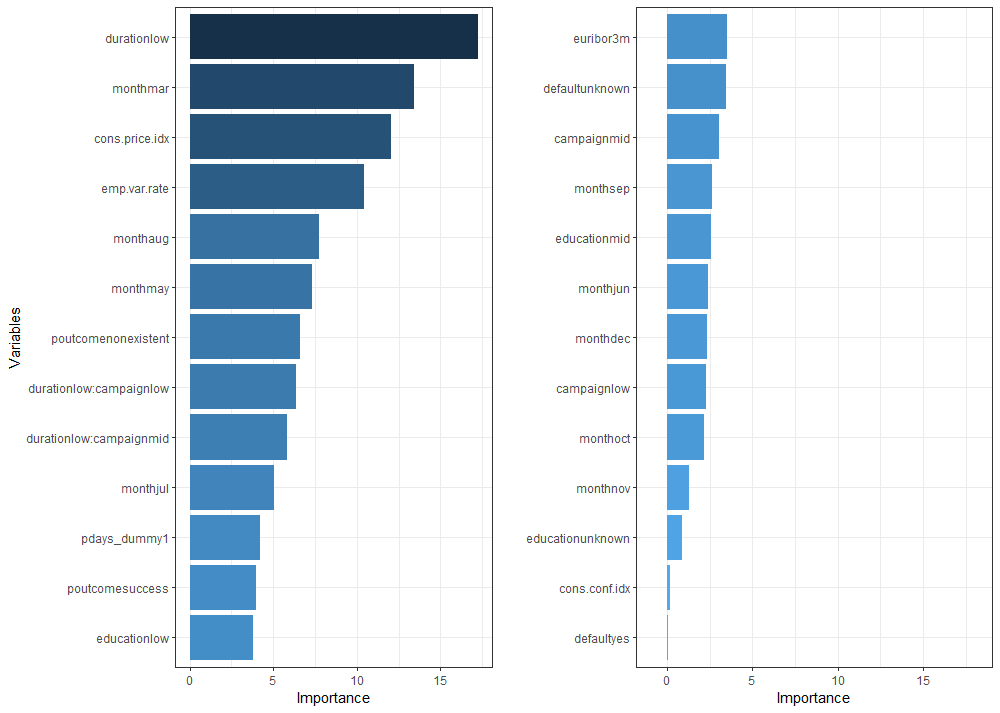 durationlow
monthmar
cons.price.idx
emp.var.rate
monthaug
monthmay
poutcomenonexistent
durationlow:campaignlow
durationlow:campaignmid
monthjul
pdays_dummy1
poutcomesuccess
educationlow
Variables
0 5 10 15
Importance
euribor3m
defaultunknown
campaignmid
monthsep
educationmid
monthjun
monthdec
campaignlow
monthoct
monthnov
educationunknown
cons.conf.idx
defaultyes
0 5 10 15
Importance